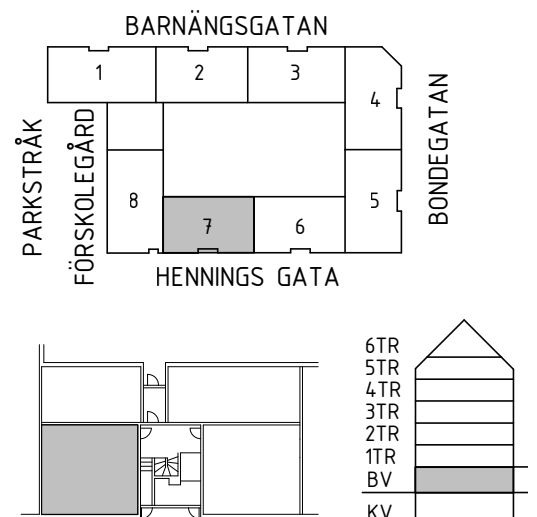 BARNÄNGSGATAN
1 2 3
4
PARKSTRÅK
FÖRSKOLEGÅRD
BONDEGATAN
8 7 6 5
HENNINGS GATA
6TR
5TR
4TR
3TR
2TR
1TR
BV
KV